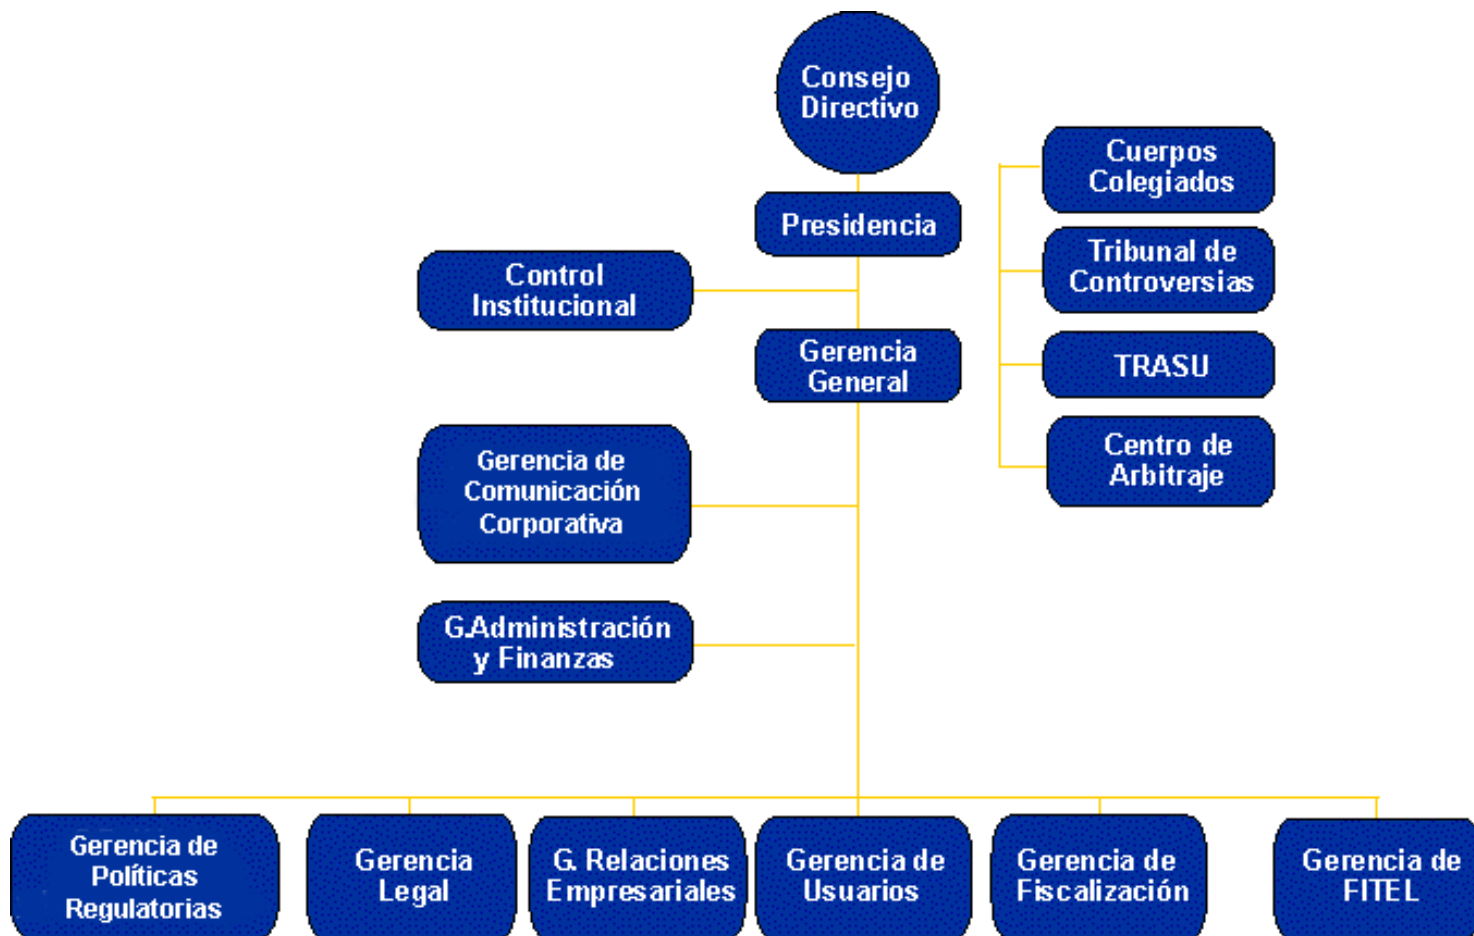 Consejo
Directivo
Presidencia
Control
Institucional
Gerencia
General
Gerencia de
Comunicación
Corporativa
G.Administración
y Finanzas
Cuerpos
Colegiados
Tribunal de
Controversias
TRASU
Centro de
Arbitraje
Gerencia de
Políticas
Regulatorias
Gerencia
Legal
G. Relaciones
Empresariales
Gerencia de
Usuarios
Gerencia de
Fiscalización
Gerencia de
FITEL